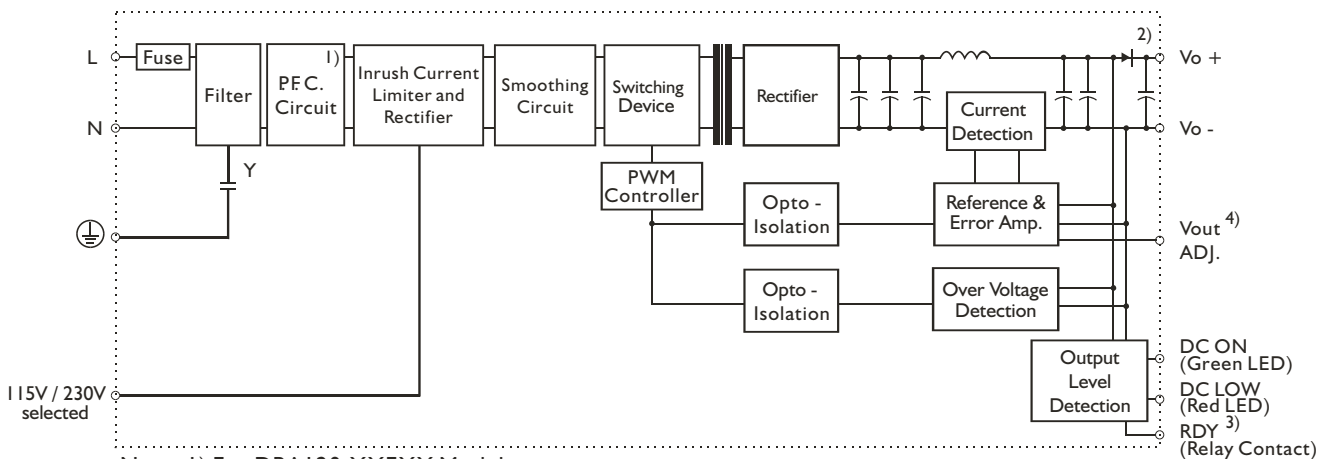 L
Fuse
Filter
1)
P.F.C.
Circuit
Inrush Current
Limiter and
Rectifier
Smoothing
Circuit
Switching
Device
Rectifier
2)
Vo +
N
Current
Detection
Vo -
Y
PWM
Controller
Opto -
Isolation
Reference &
Error Amp.
Vout 4)
ADJ.
Opto -
Isolation
Over Voltage
Detection
115V / 230V
selected
Output
Level
Detection
DC ON
(Green LED)
DC LOW
(Red LED)
RDY 3)
(Relay Contact)